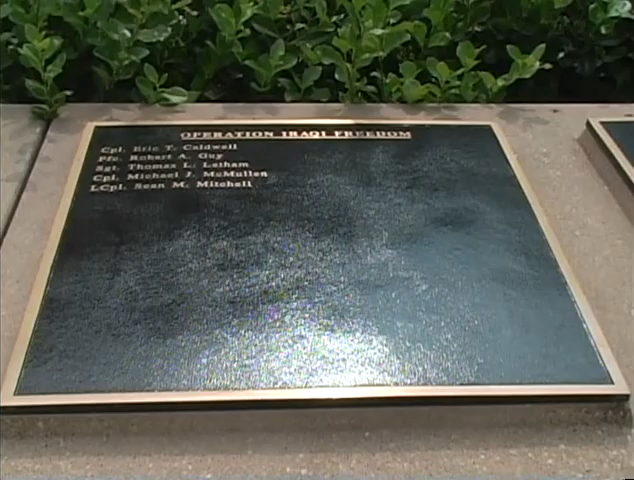 OPERATION IRAQI FREEDOM
Cpl. Eric T. Caldwell
Pfc. Robert A. Guy
Sgt. Thomas L. Latham
Cpl. Michael J. McMullen
LCpl. Sean M. Mitchell